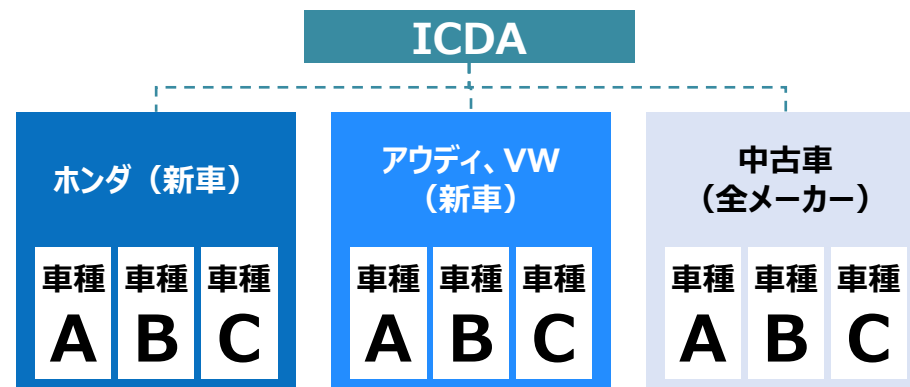 ICDA
ホンダ（新車）
アウディ、VW
（新車）
中古車
（全メーカー）
車種 車種 車種
A B C
車種 車種 車種
A B C
車種 車種 車種
A B C